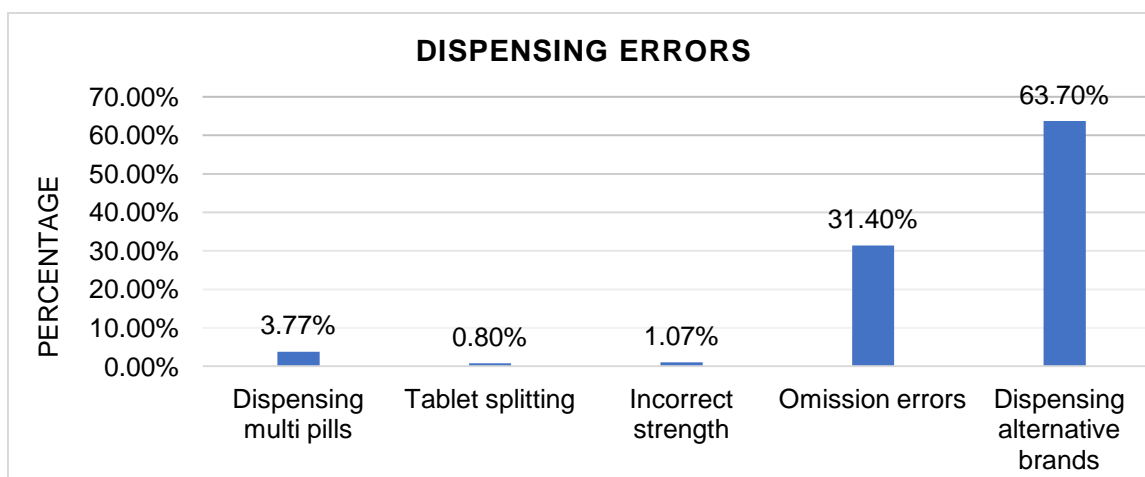 DISPENSING ERRORS
PERCENTAGE
70.00%
60.00%
50.00%
40.00%
30.00%
20.00%
10.00%
0.00%
3.77%
0.80%
1.07%
31.40%
63.70%
Dispensing
multi pills
Tablet splitting
Incorrect
strength
Omission errors
Dispensing
alternative
brands